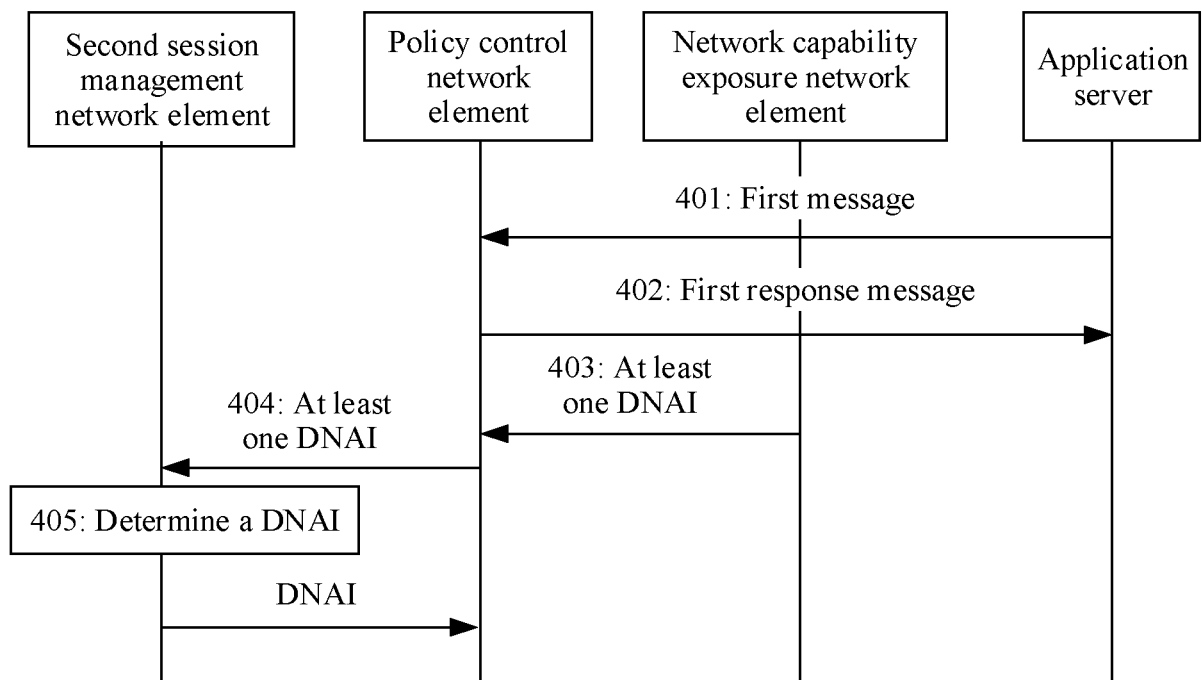 Second session
management
network element
Policy control
network
element
Network capability
exposure network
element
Application
server
401: First message
402: First response message
403: At least
one DNAI
404: At least
one DNAI
405: Determine a DNAI
DNAI